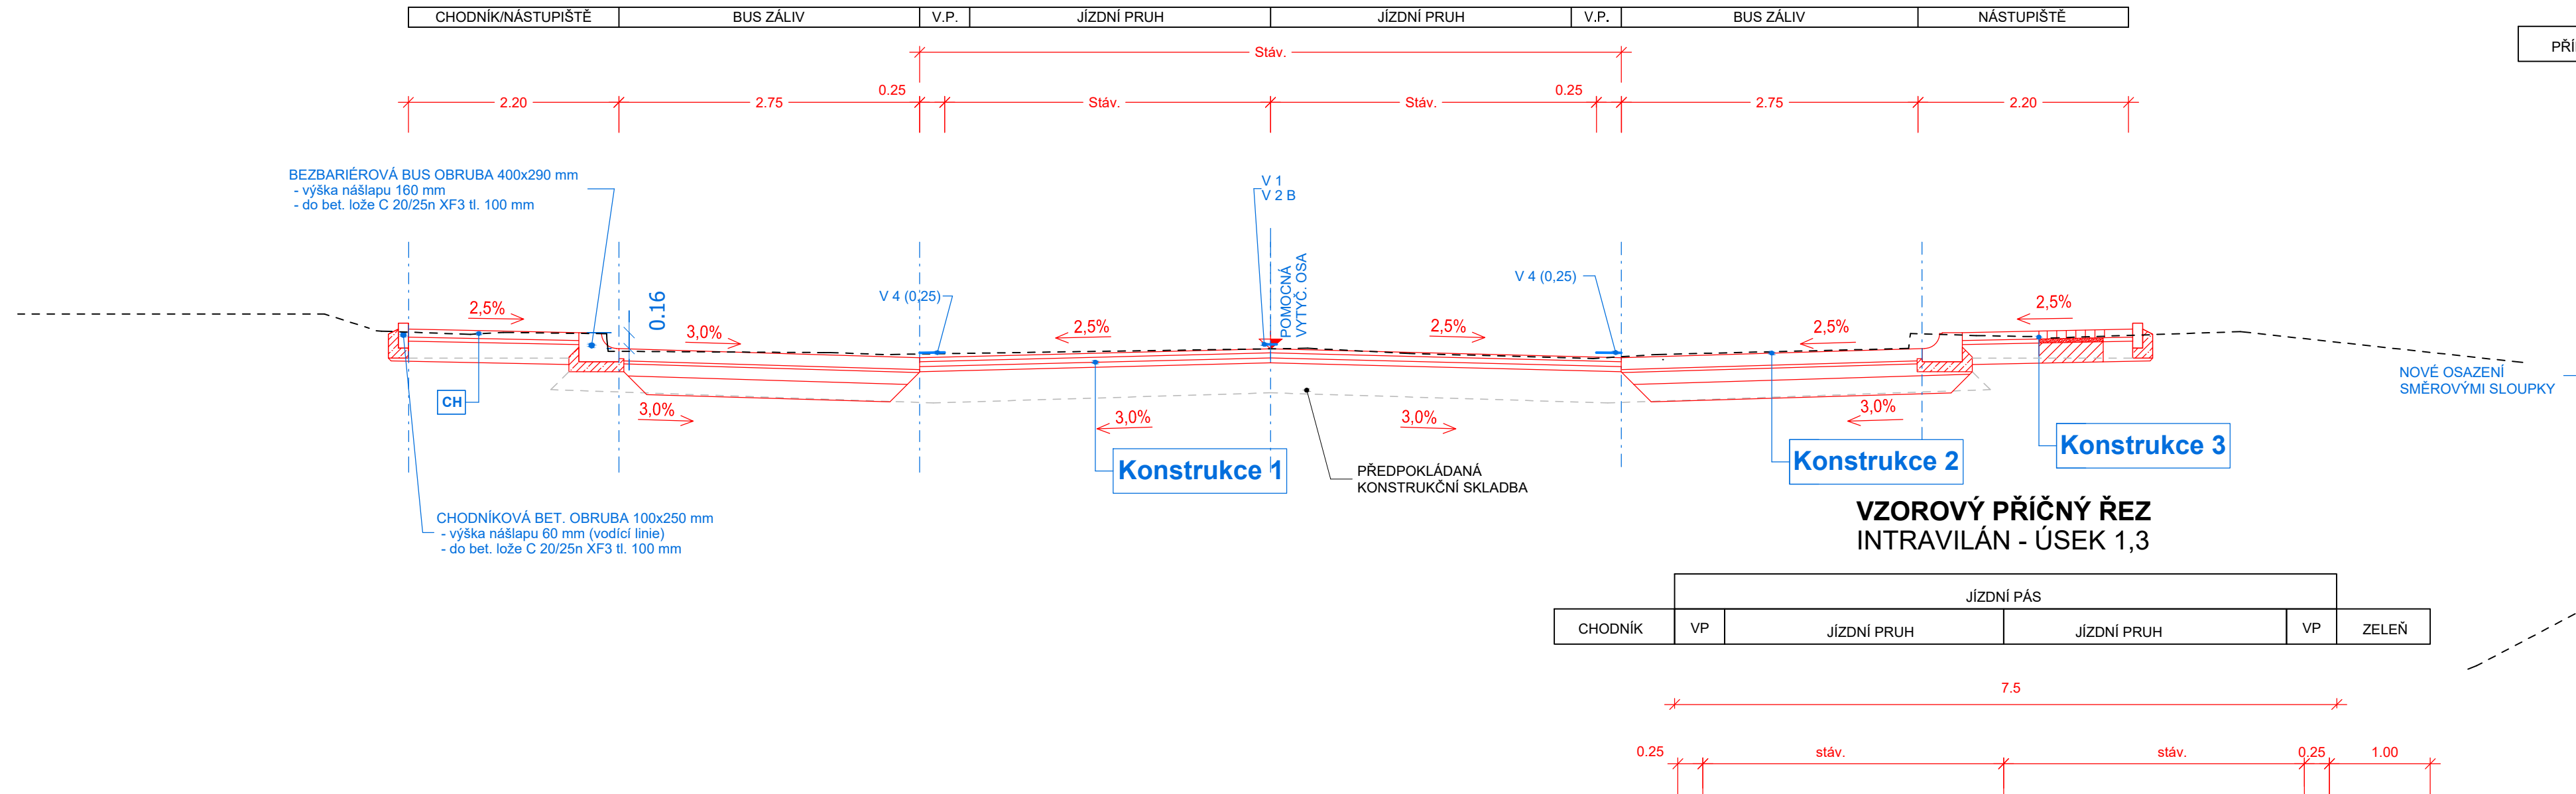 CHODNÍK/NÁSTUPIŠTĚ BUS ZÁLIV V.P. JÍZDNÍ PRUH JÍZDNÍ PRUH V.P. BUS ZÁLIV NÁSTUPIŠTĚ
Stáv.
2.20 2.75 0.25 Stáv. Stáv. 0.25 2.75 2.20
BEZBARIÉROVÁ BUS OBRUBA 400x290 mm
- výška nášlapu 160 mm
- do bet. lože C 20/25n XF3 tl. 100 mm
V 1
V 2 B
POMOCNÁ
VYTYČ. OSA
V 4 (0,25)
V 4 (0,25)
0.16
2,5% 3,0% 2,5% 2,5% 2,5% 2,5%
CH
3,0% 3,0% 3,0% 3,0%
Konstrukce 1
Konstrukce 2
Konstrukce 3
PŘEDPOKLÁDANÁ
KONSTRUKČNÍ SKLADBA
NOVÉ OSAZENÍ
SMĚROVÝMI SLOUPKY
CHODNÍKOVÁ BET. OBRUBA 100x250 mm
- výška nášlapu 60 mm (vodící linie)
- do bet. lože C 20/25n XF3 tl. 100 mm
VZOROVÝ PŘÍČNÝ ŘEZ
INTRAVILÁN - ÚSEK 1,3
JÍZDNÍ PÁS
CHODNÍK VP JÍZDNÍ PRUH JÍZDNÍ PRUH VP ZELEŇ
7.5
0.25 stáv. stáv. 0.25 1.00